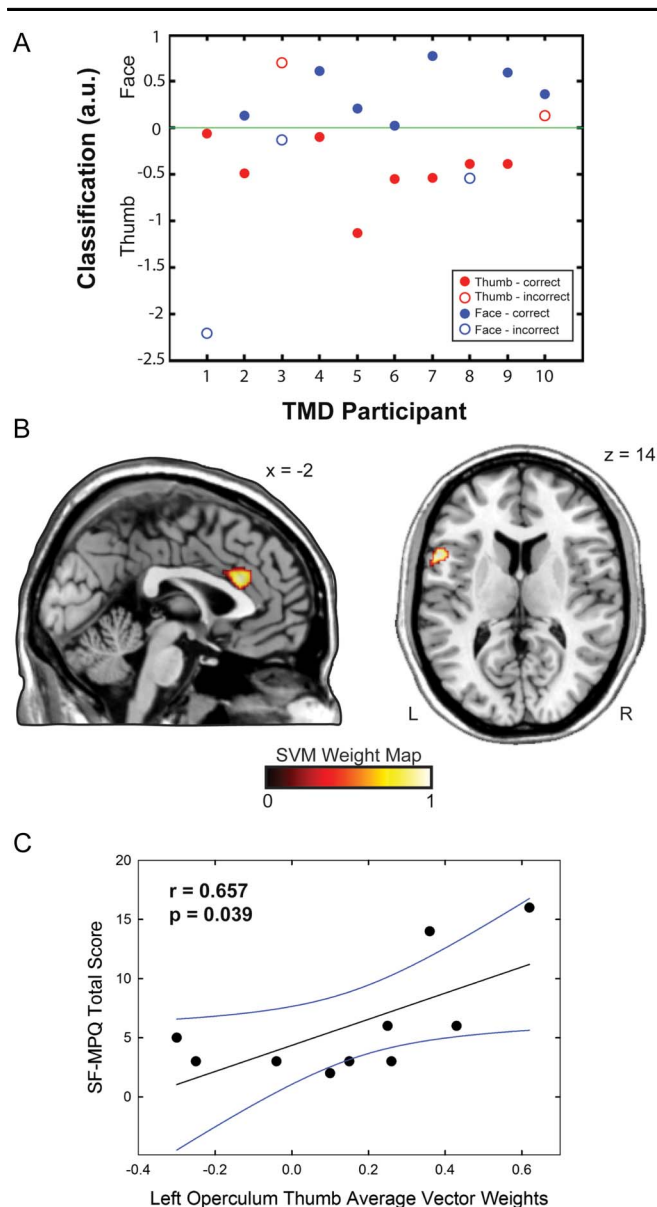 A
Classification (a.u.)
Face
Thumb
1
0.5
0
-0.5
-1
-1.5
-2
-2.5
Thumb - correct
Thumb - incorrect
Face - correct
Face - incorrect
1 2 3 4 5 6 7 8 9 10
TMD Participant
B
x = -2
z = 14
L R
SVM Weight Map
0 1
C
r = 0.657
p = 0.039
SF-MPQ Total Score
20
15
10
5
0
-0.4 -0.2 0.0 0.2 0.4 0.6
Left Operculum Thumb Average Vector Weights